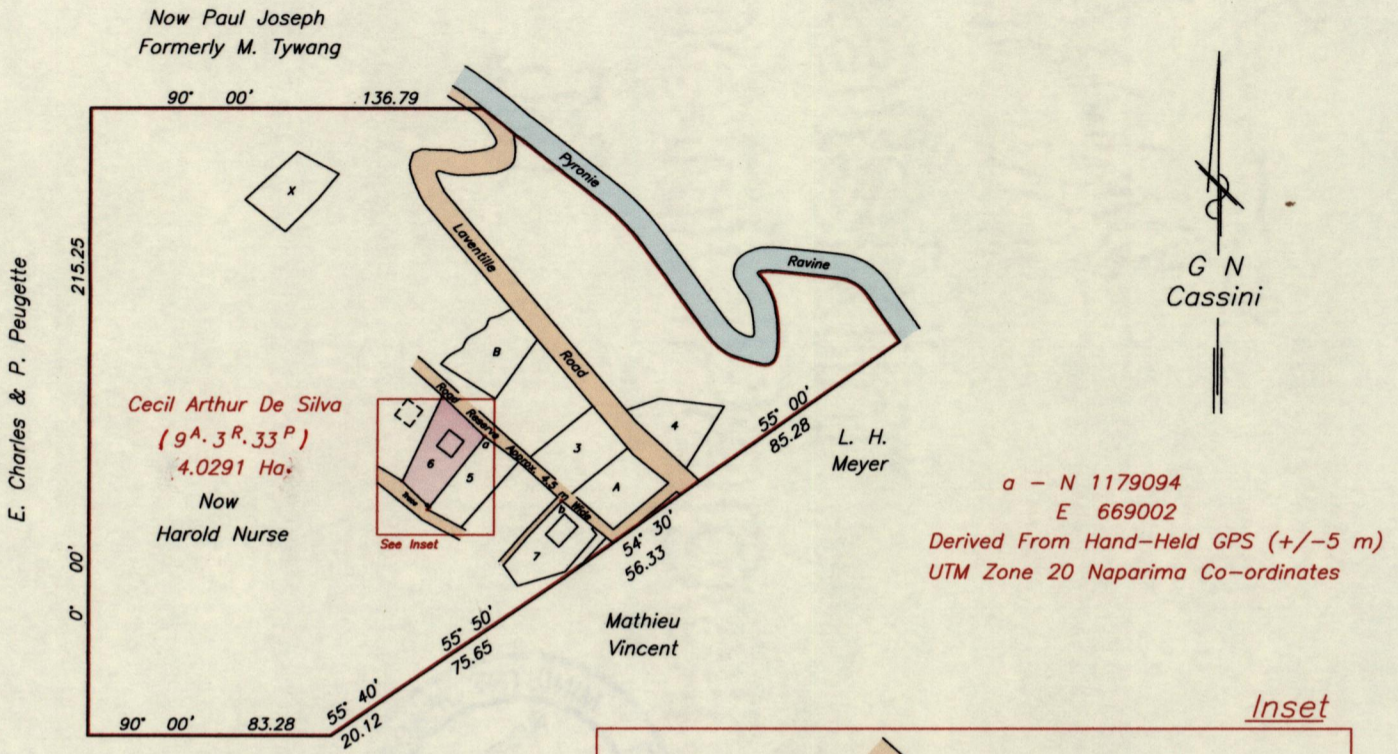 Now Paul Joseph
Formerly M. Tywang
90° 00' 136.79
E. Charles & P. Peugette
215.25
0° 00'
X
Pyronie
Ravine
Laventille
Road
G N
Cassini
B
Road Reserve Approx. 4.5 m Wide
Cecil Arthur De Silva
(9A. 3R. 33P)
4.0291 Ha.
Now
Harold Nurse
6
a
5
3
4
A
b
7
See Inset
55° 00'
85.28
L. H.
Meyer
54° 30'
56.33
Mathieu
Vincent
55° 50'
75.65
55° 40'
20.12
90° 00' 83.28
a - N 1179094
E 669002
Derived From Hand-Held GPS (+/-5 m)
UTM Zone 20 Naparima Co-ordinates
Inset